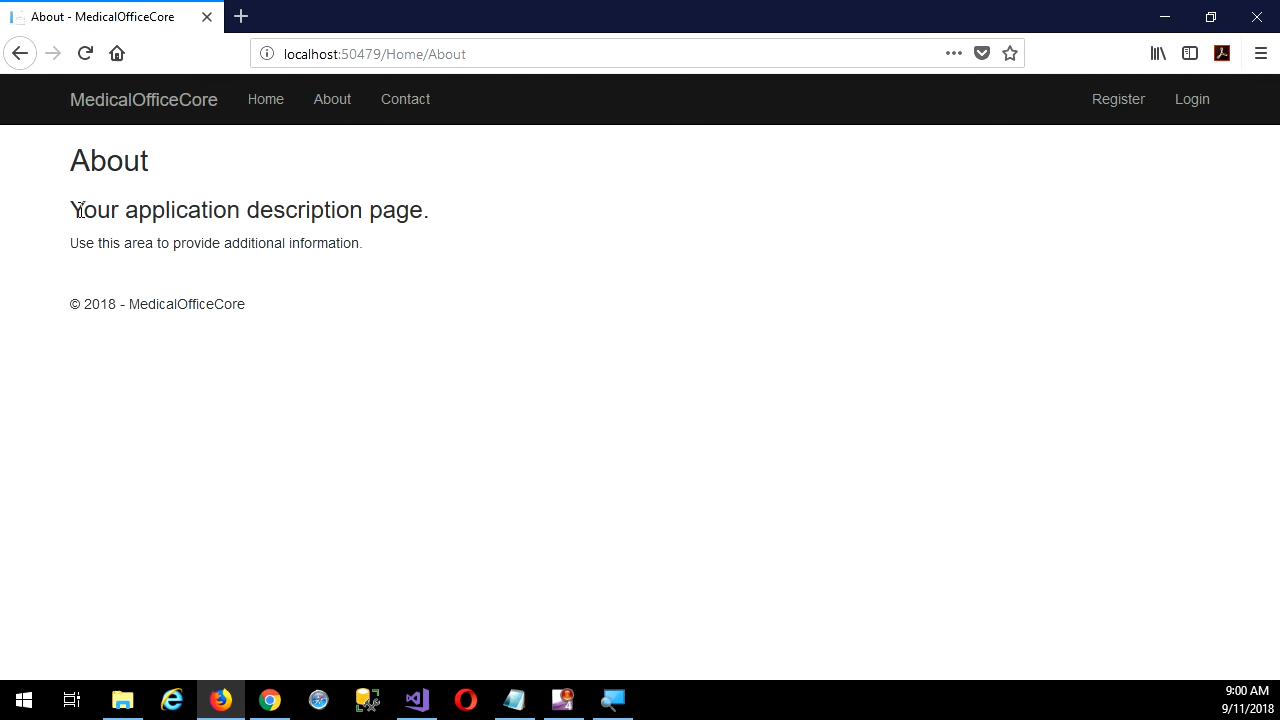 About - MedicalOfficeCore
localhost:50479/Home/About
MedicalOfficeCore Home About Contact Register Login
About
Your application description page.
Use this area to provide additional information.
© 2018 - MedicalOfficeCore
9:00 AM
9/11/2018